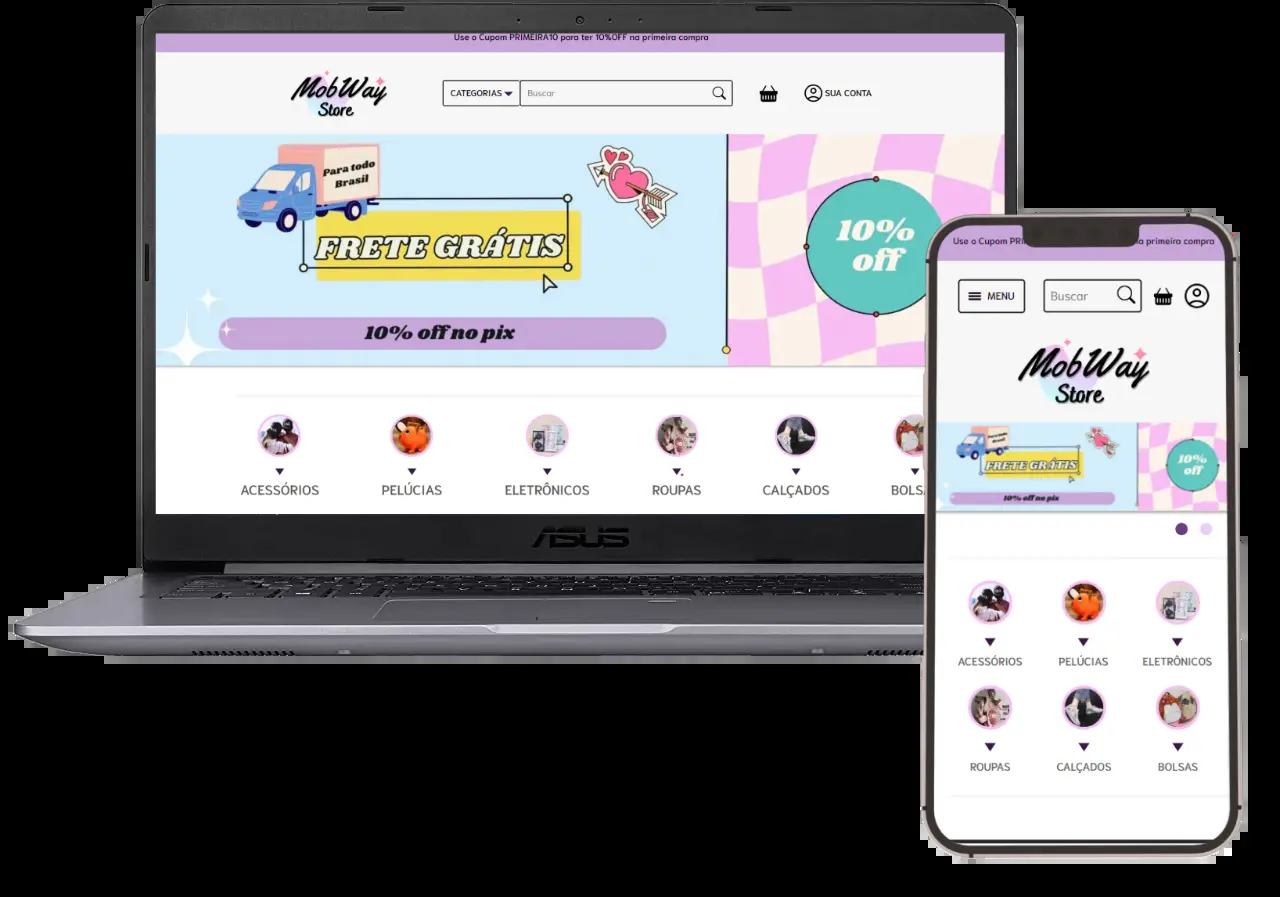 Use o Cupom PRIMEIRA10 para ter 10%OFF na primeira compra
MobWay
Store
CATEGORIAS
Buscar
SUA CONTA
Para todo
Brasil
FRETE GRÁTIS
10% off no pix
10%
off
ACESSÓRIOS
PELÚCIAS
ELETRÔNICOS
ROUPAS
CALÇADOS
BOLSA
ASUS
Use o Cupom PRI
na primeira compra
MENU
Buscar
MobWay
Store
Para todo
Brasil
FRETE GRÁTIS
10% off no pix
10%
off
ACESSÓRIOS
PELÚCIAS
ELETRÔNICOS
ROUPAS
CALÇADOS
BOLSAS